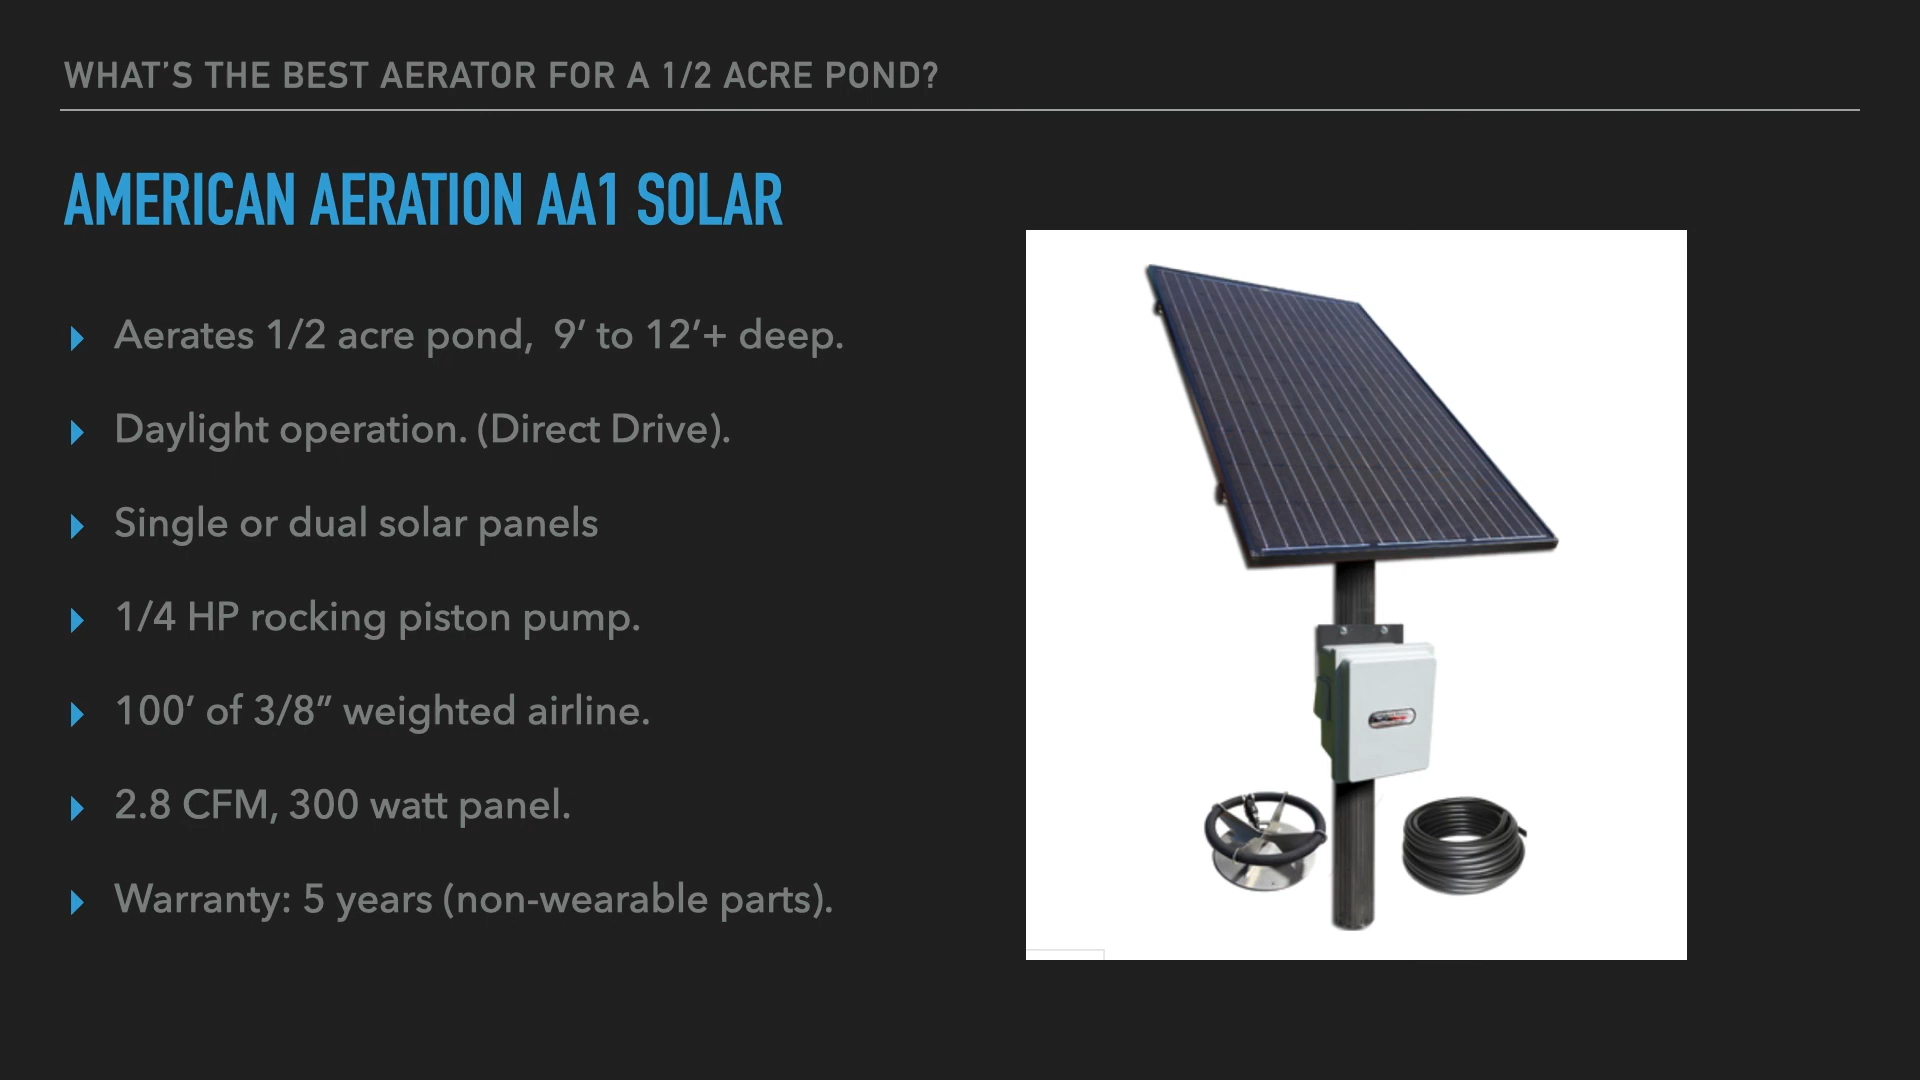 WHAT’S THE BEST AERATOR FOR A 1/2 ACRE POND?
AMERICAN AERATION AA1 SOLAR
Aerates 1/2 acre pond,  9’ to 12’+ deep.
Daylight operation. (Direct Drive).
Single or dual solar panels
1/4 HP rocking piston pump.
100’ of 3/8” weighted airline.
2.8 CFM, 300 watt panel.
Warranty: 5 years (non-wearable parts).